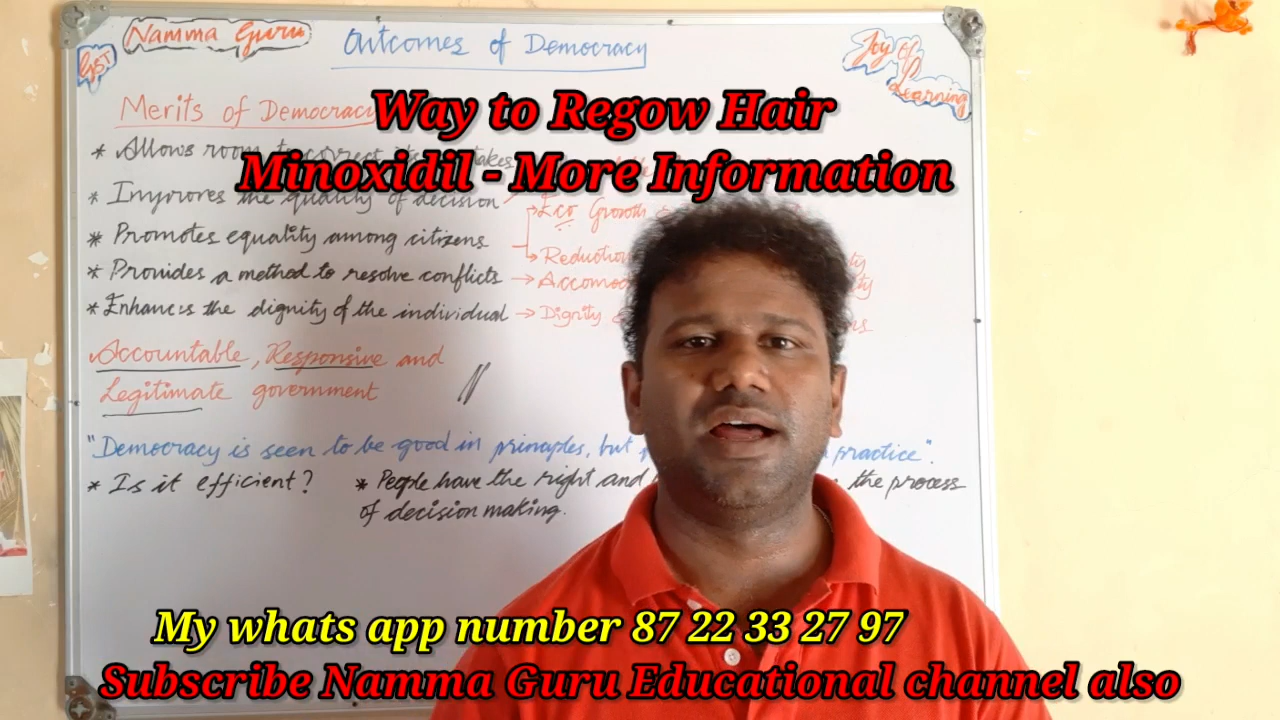 Namma Guru
Outcomes of Democracy
GST
Joy of
Learning
Way to Regow Hair
Minoxidil - More Information
Merits of Democracy
* Allows room to correct its
* Improves the quality of decision
* Promotes equality among citizens
* Provides a method to resolve conflicts →
* Enhances the dignity of the individual → Dignity &
→ Eco Growth &
Accountable, Responsive and
Legitimate government
"Democracy is seen to be good in principles, but practice".
* Is it efficient? * People have the right and the process
of decision making.
My whats app number 87 22 33 27 97
Subscribe Namma Guru Educational channel also